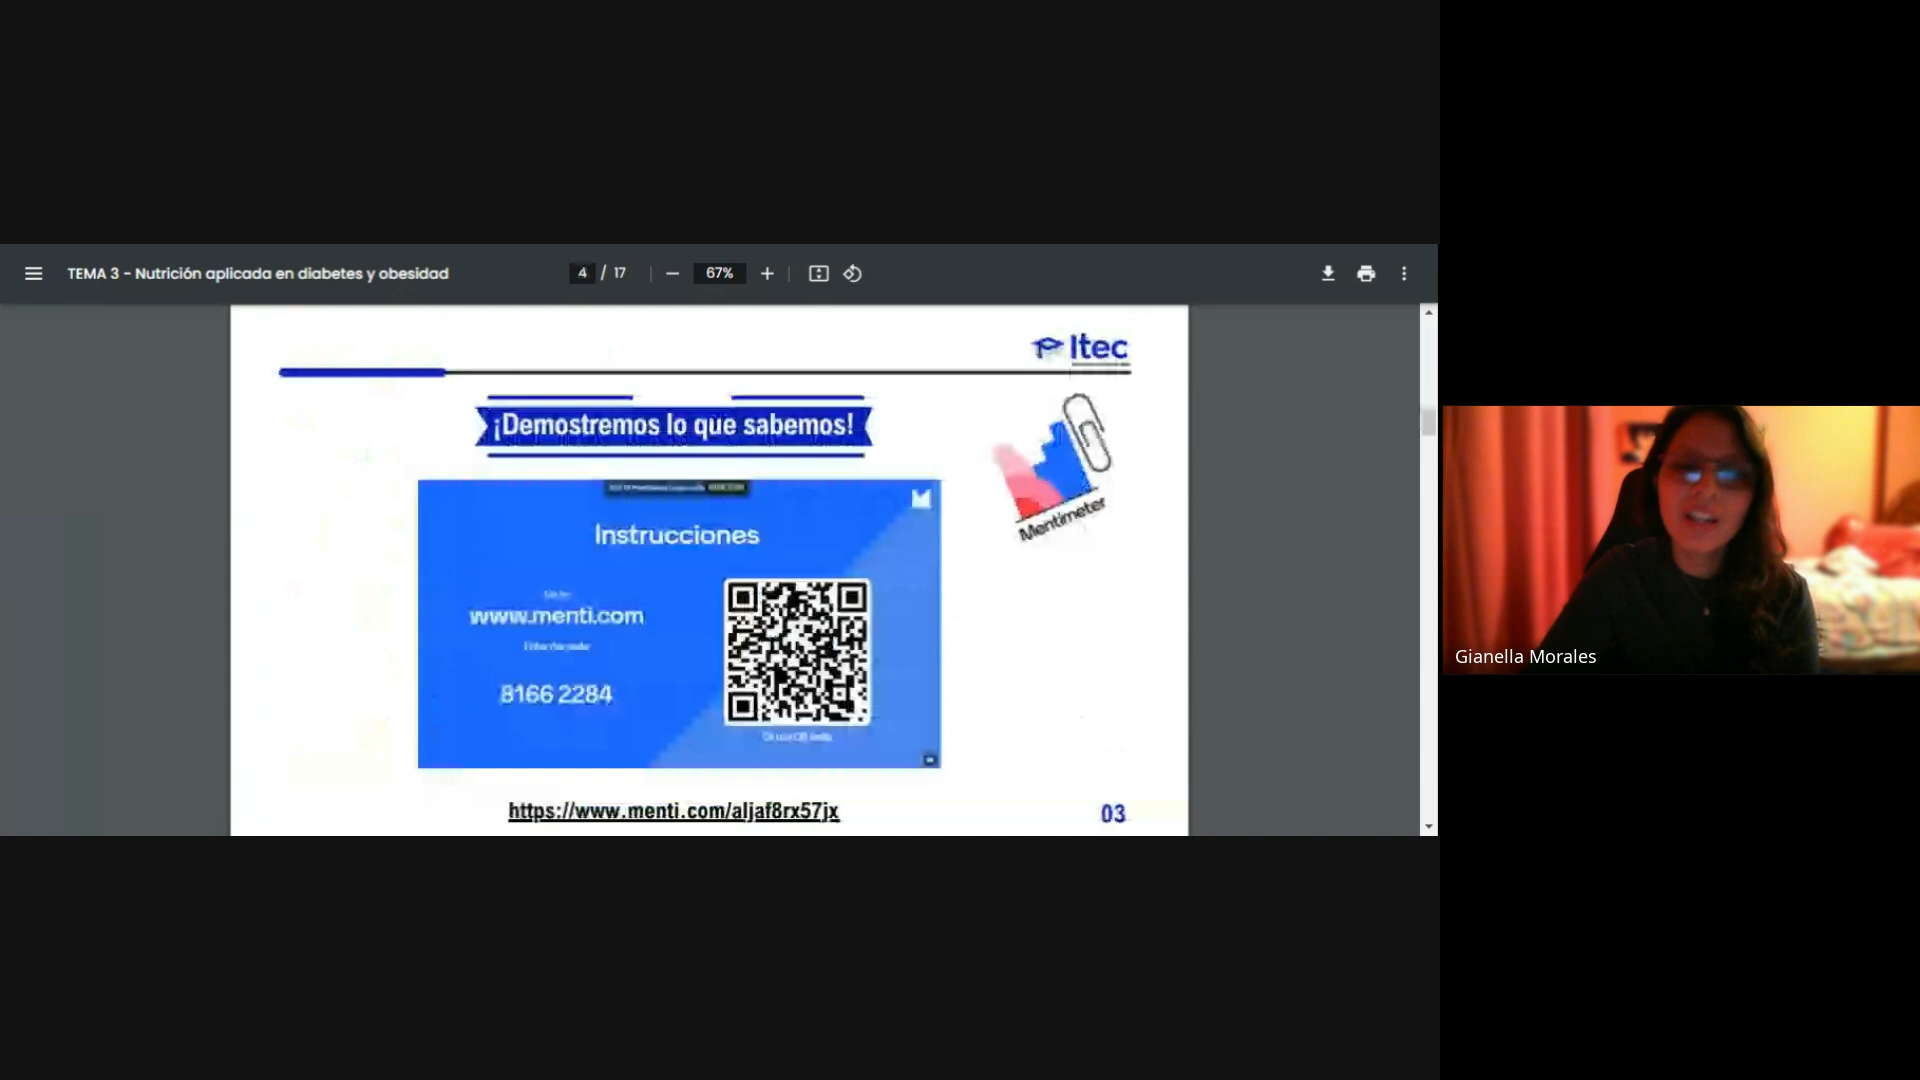 TEMA 3 - Nutrición aplicada en diabetes y obesidad
4 / 17
67%
Itec
¡Demostremos lo que sabemos!
Mentimeter
Instrucciones
www.menti.com
8166 2284
https://www.menti.com/aljaf8rx57jx
03
Gianella Morales